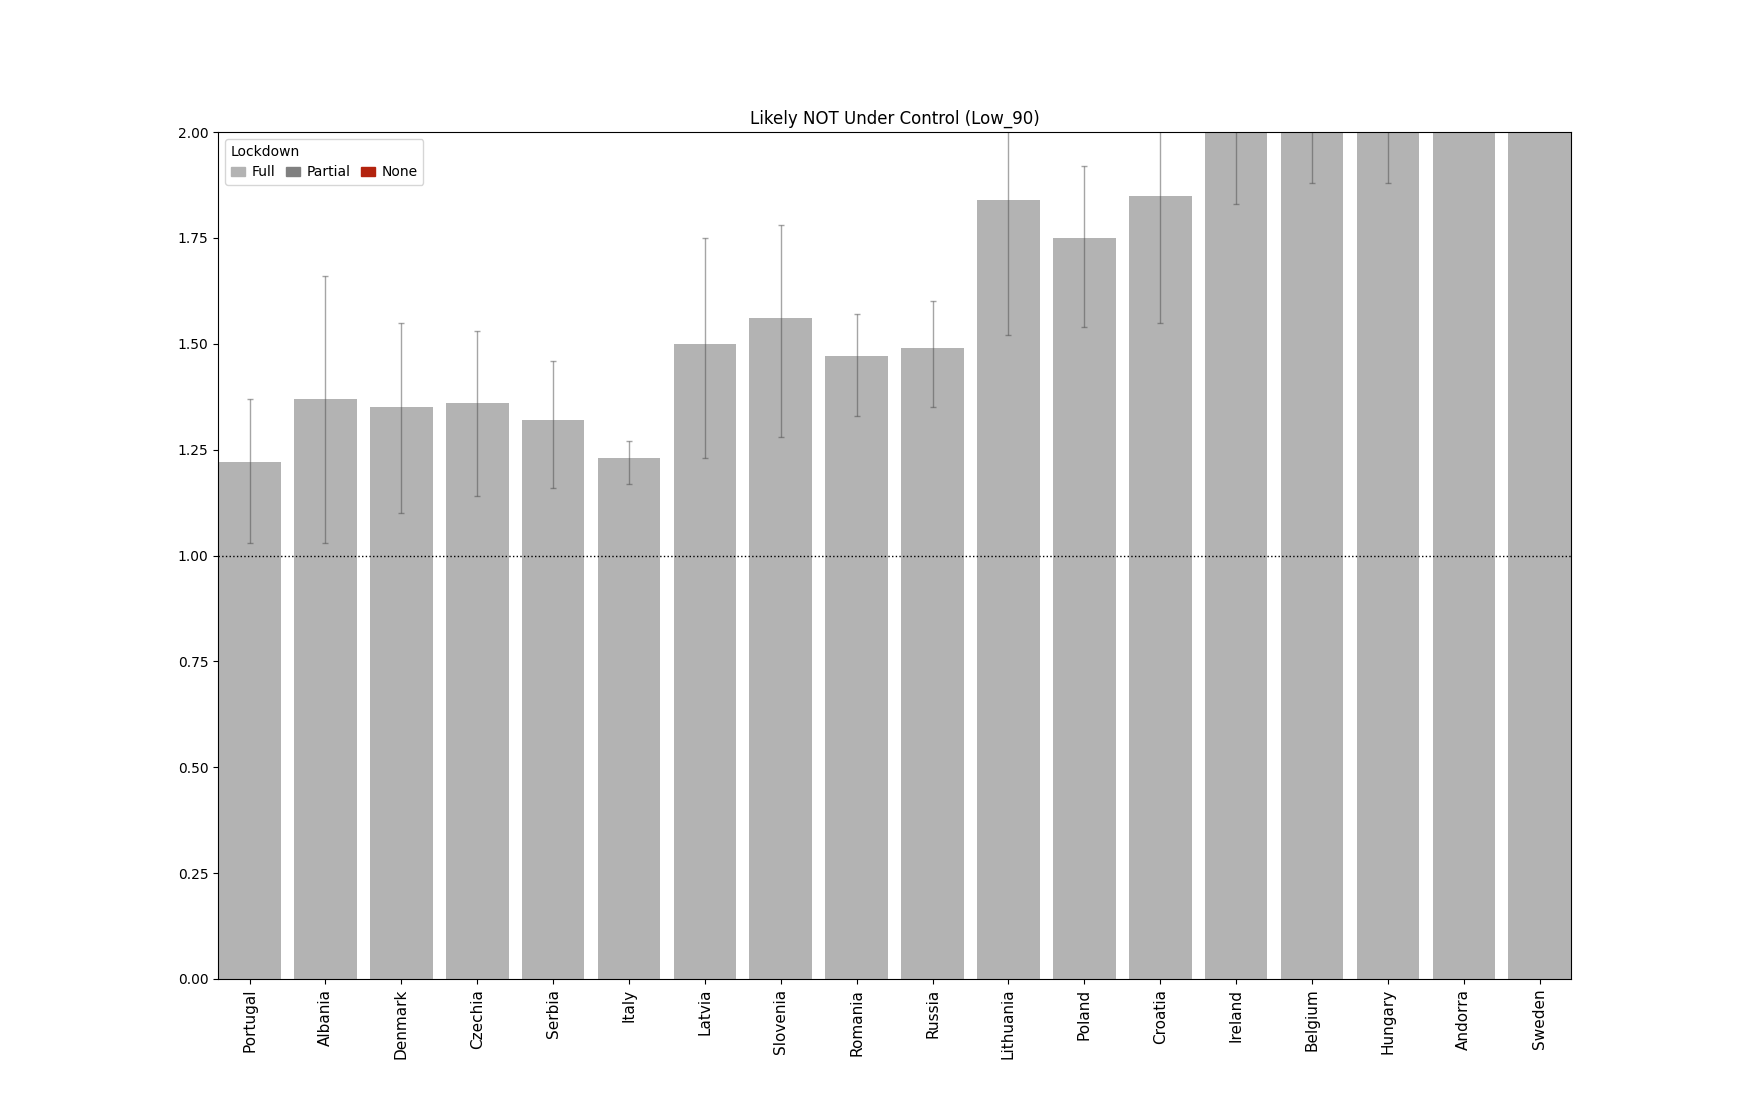 Likely NOT Under Control (Low_90)
2.00
1.75
1.50
1.25
1.00
0.75
0.50
0.25
0.00
Lockdown
Full Partial None
Portugal
Albania
Denmark
Czechia
Serbia
Italy
Latvia
Slovenia
Romania
Russia
Lithuania
Poland
Croatia
Ireland
Belgium
Hungary
Andorra
Sweden